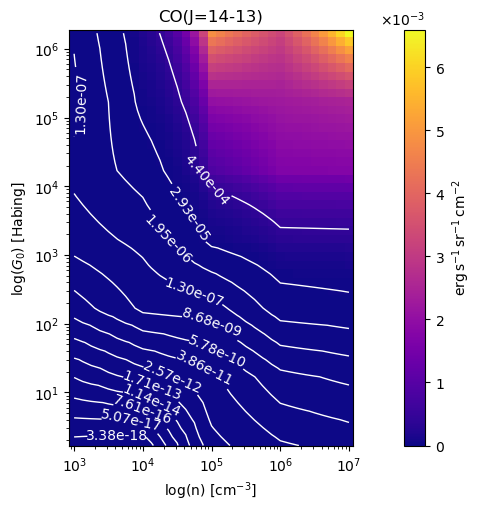 CO(J=14-13)
×10⁻³
log(G₀) [Habing]
10⁶
10⁵
10⁴
10³
10²
10¹
1.30e-07
4.40e-04
2.93e-05
1.95e-06
1.30e-07
8.68e-09
5.78e-10
3.86e-11
2.57e-12
1.71e-13
1.14e-14
7.61e-16
5.07e-17
3.38e-18
10³
10⁴
10⁵
10⁶
10⁷
log(n) [cm⁻³]
6
5
4
3
2
1
0
erg s⁻¹ sr⁻¹ cm⁻²